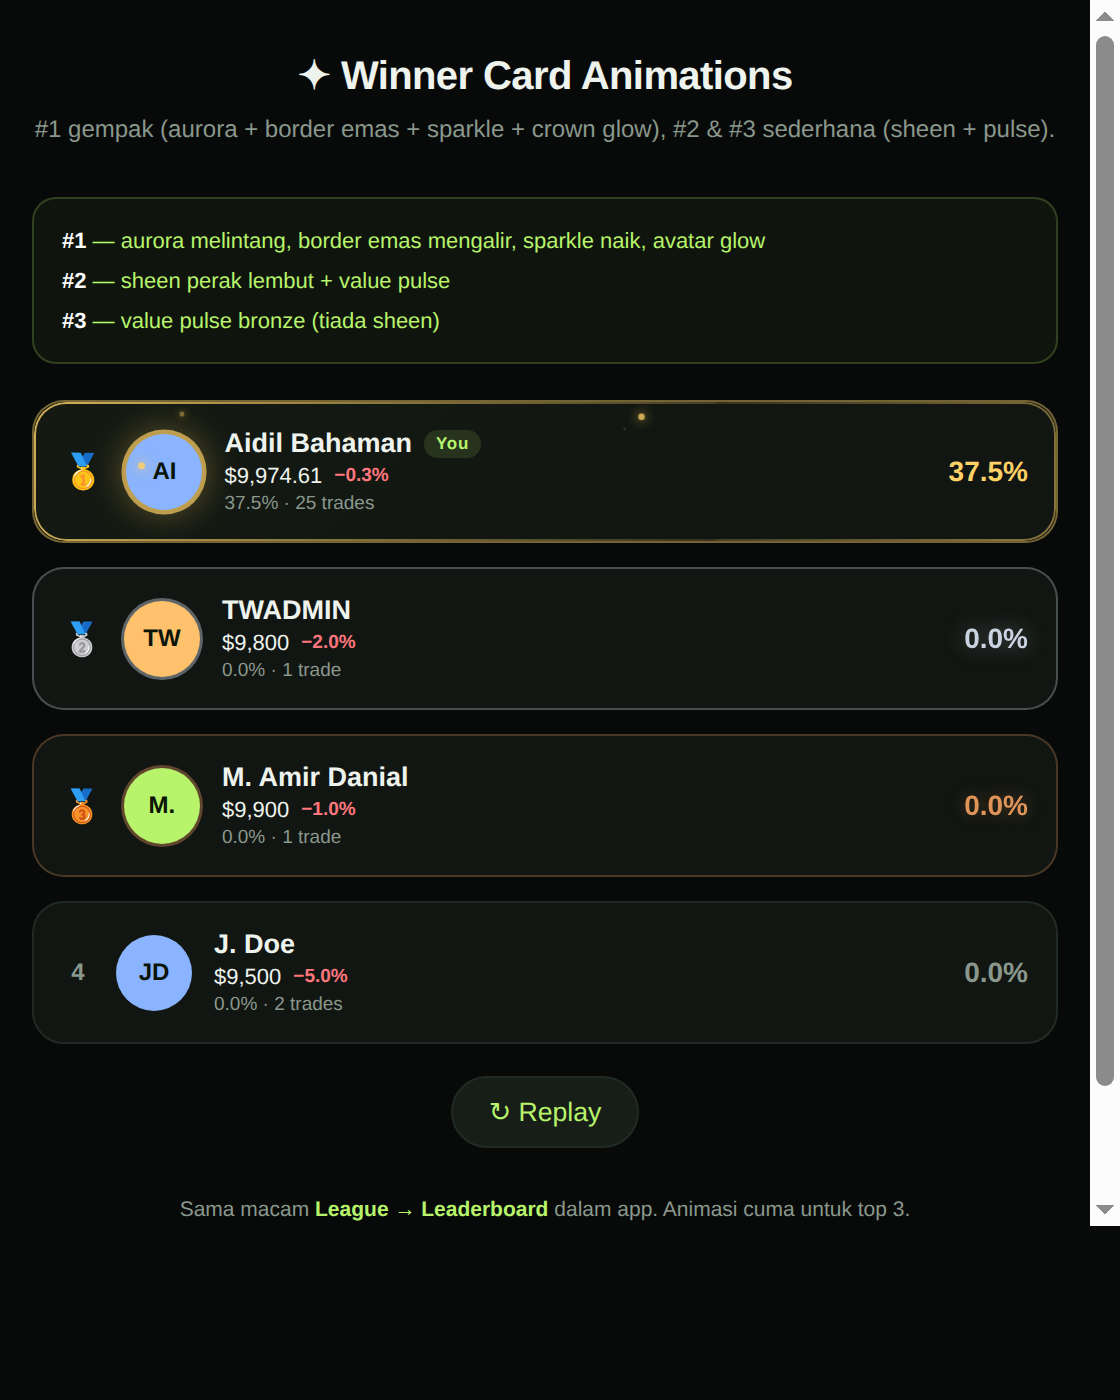 ✦ Winner Card Animations
#1 gempak (aurora + border emas + sparkle + crown glow), #2 & #3 sederhana (sheen + pulse).
#1 — aurora melintang, border emas mengalir, sparkle naik, avatar glow
#2 — sheen perak lembut + value pulse
#3 — value pulse bronze (tiada sheen)
🥇 AI Aidil Bahaman You
$9,974.61 −0.3%
37.5% · 25 trades
37.5%
🥈 TW TWADMIN
$9,800 −2.0%
0.0% · 1 trade
0.0%
🥉 M. M. Amir Danial
$9,900 −1.0%
0.0% · 1 trade
0.0%
4 JD J. Doe
$9,500 −5.0%
0.0% · 2 trades
0.0%
↻ Replay
Sama macam League → Leaderboard dalam app. Animasi cuma untuk top 3.